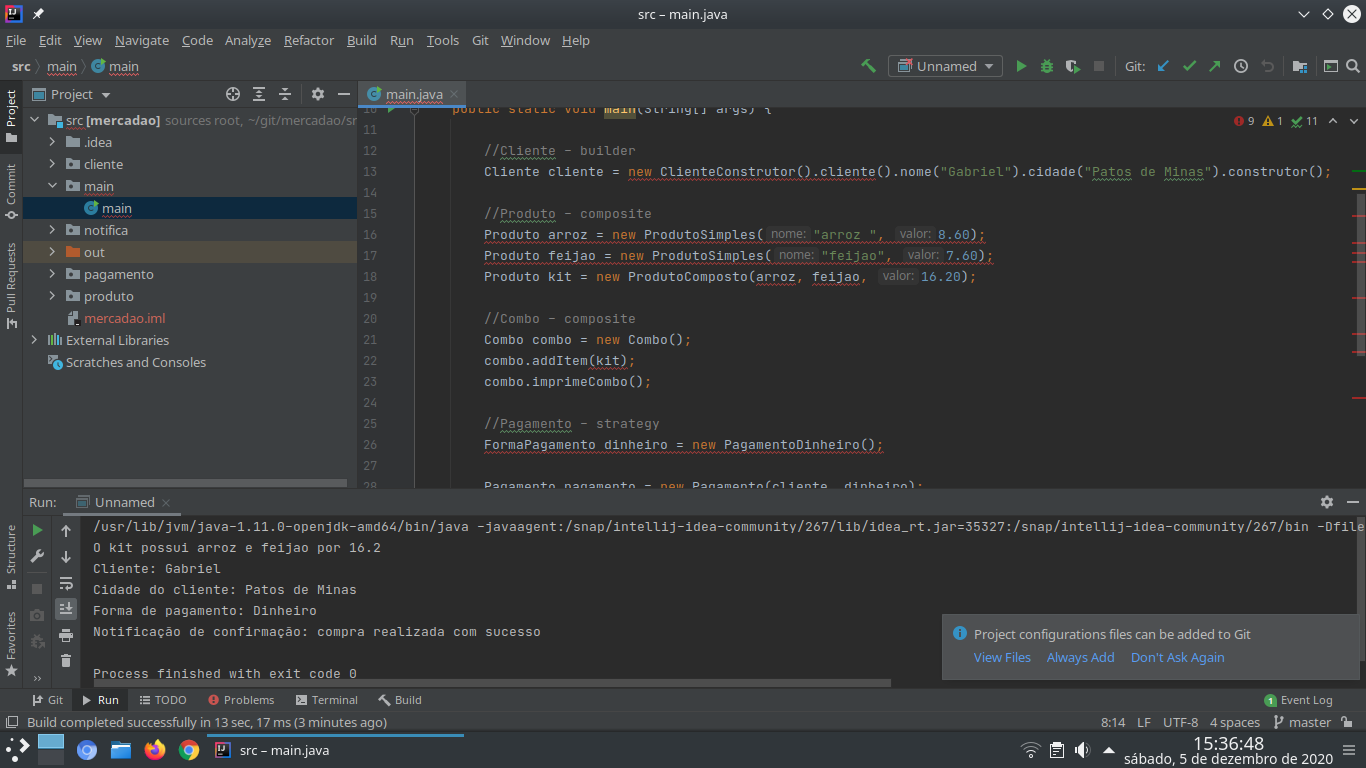 src – main.java
File Edit View Navigate Code Analyze Refactor Build Run Tools Git Window Help
src main main
Unnamed Git:
Project
main.java
Project
Commit
Pull Requests
Structure
Favorites
src [mercadao] sources root, ~/git/mercadao/sr
.idea
cliente
main
main
notifica
out
pagamento
produto
mercadao.iml
External Libraries
Scratches and Consoles
9 1 11
10 public static void main(String[] args) {
11
12 //Cliente - builder
13 Cliente cliente = new ClienteConstrutor().cliente().nome("Gabriel").cidade("Patos de Minas").construtor();
14
15 //Produto - composite
16 Produto arroz = new ProdutoSimples( nome: "arroz ", valor: 8.60);
17 Produto feijao = new ProdutoSimples( nome: "feijao", valor: 7.60);
18 Produto kit = new ProdutoComposto(arroz, feijao, valor: 16.20);
19
20 //Combo - composite
21 Combo combo = new Combo();
22 combo.addItem(kit);
23 combo.imprimeCombo();
24
25 //Pagamento - strategy
26 FormaPagamento dinheiro = new PagamentoDinheiro();
27
28 Pagamento pagamento = new Pagamento(cliente, dinheiro);
Run: Unnamed
/usr/lib/jvm/java-1.11.0-openjdk-amd64/bin/java -javaagent:/snap/intellij-idea-community/267/lib/idea_rt.jar=35327:/snap/intellij-idea-community/267/bin -Dfile
O kit possui arroz e feijao por 16.2
Cliente: Gabriel
Cidade do cliente: Patos de Minas
Forma de pagamento: Dinheiro
Notificação de confirmação: compra realizada com sucesso
Process finished with exit code 0
Project configurations files can be added to Git
View Files Always Add Don't Ask Again
Git Run TODO Problems Terminal Build 1 Event Log
Build completed successfully in 13 sec, 17 ms (3 minutes ago) 8:14 LF UTF-8 4 spaces master
src – main.java
15:36:48
sábado, 5 de dezembro de 2020